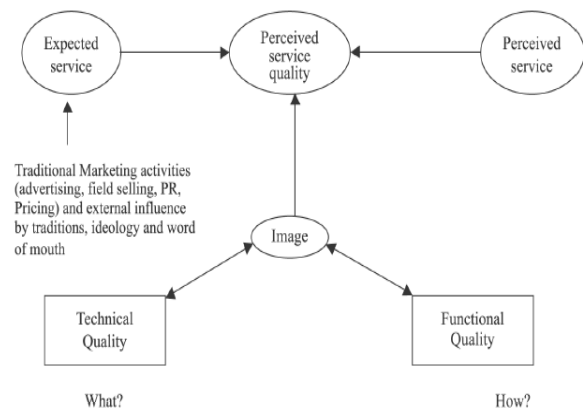 Expected
service
Perceived
service
quality
Perceived
service
Traditional Marketing activities
(advertising, field selling, PR,
Pricing) and external influence
by traditions, ideology and word
of mouth
Image
Technical
Quality
Functional
Quality
What?
How?